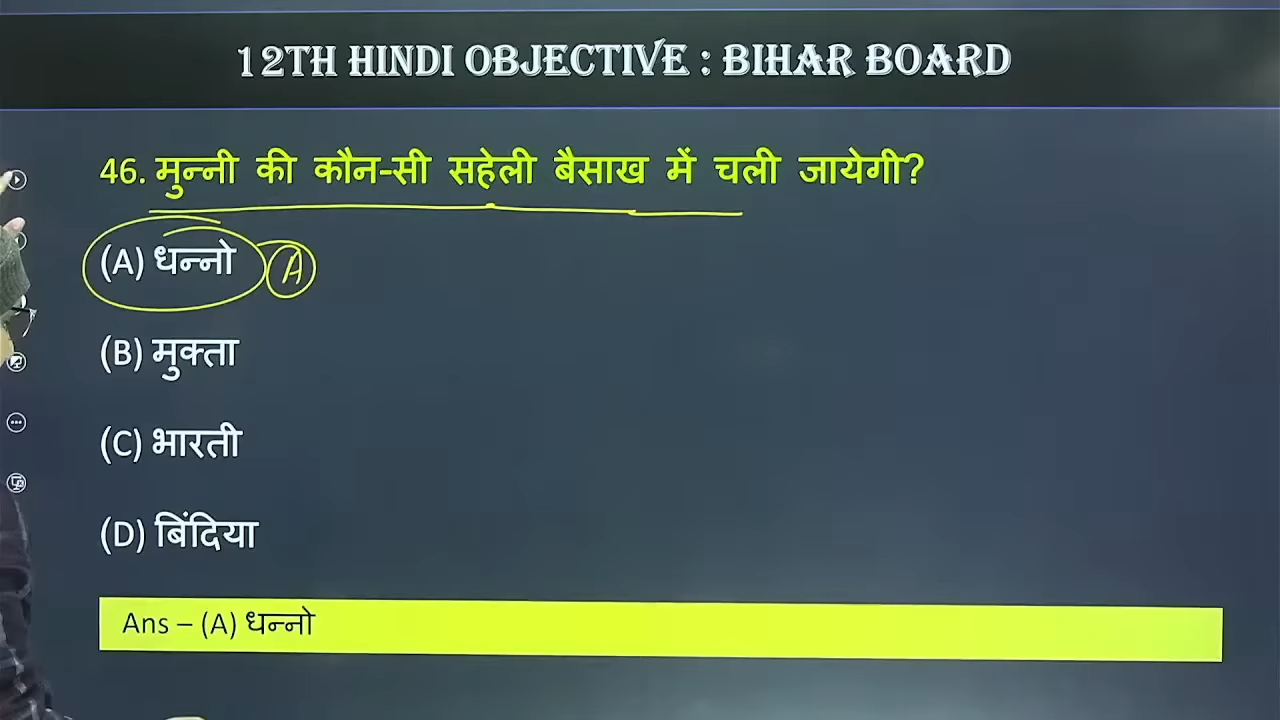 12TH HINDI OBJECTIVE : BIHAR BOARD
46. मुन्नी की कौन-सी सहेली बैसाख में चली जायेगी?
(A) धन्नो A
(B) मुक्ता
(C) भारती
(D) बिंदिया
Ans – (A) धन्नो